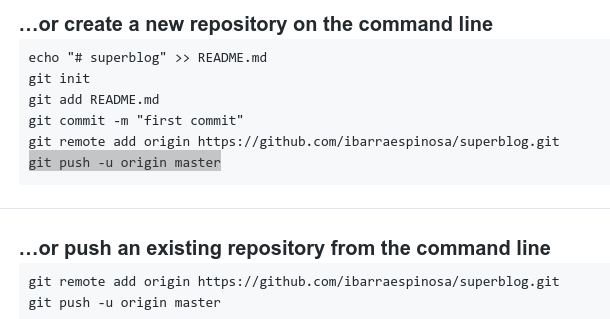 ...or create a new repository on the command line
echo "# superblog" >> README.md
git init
git add README.md
git commit -m "first commit"
git remote add origin https://github.com/ibarraespinosa/superblog.git
git push -u origin master
...or push an existing repository from the command line
git remote add origin https://github.com/ibarraespinosa/superblog.git
git push -u origin master